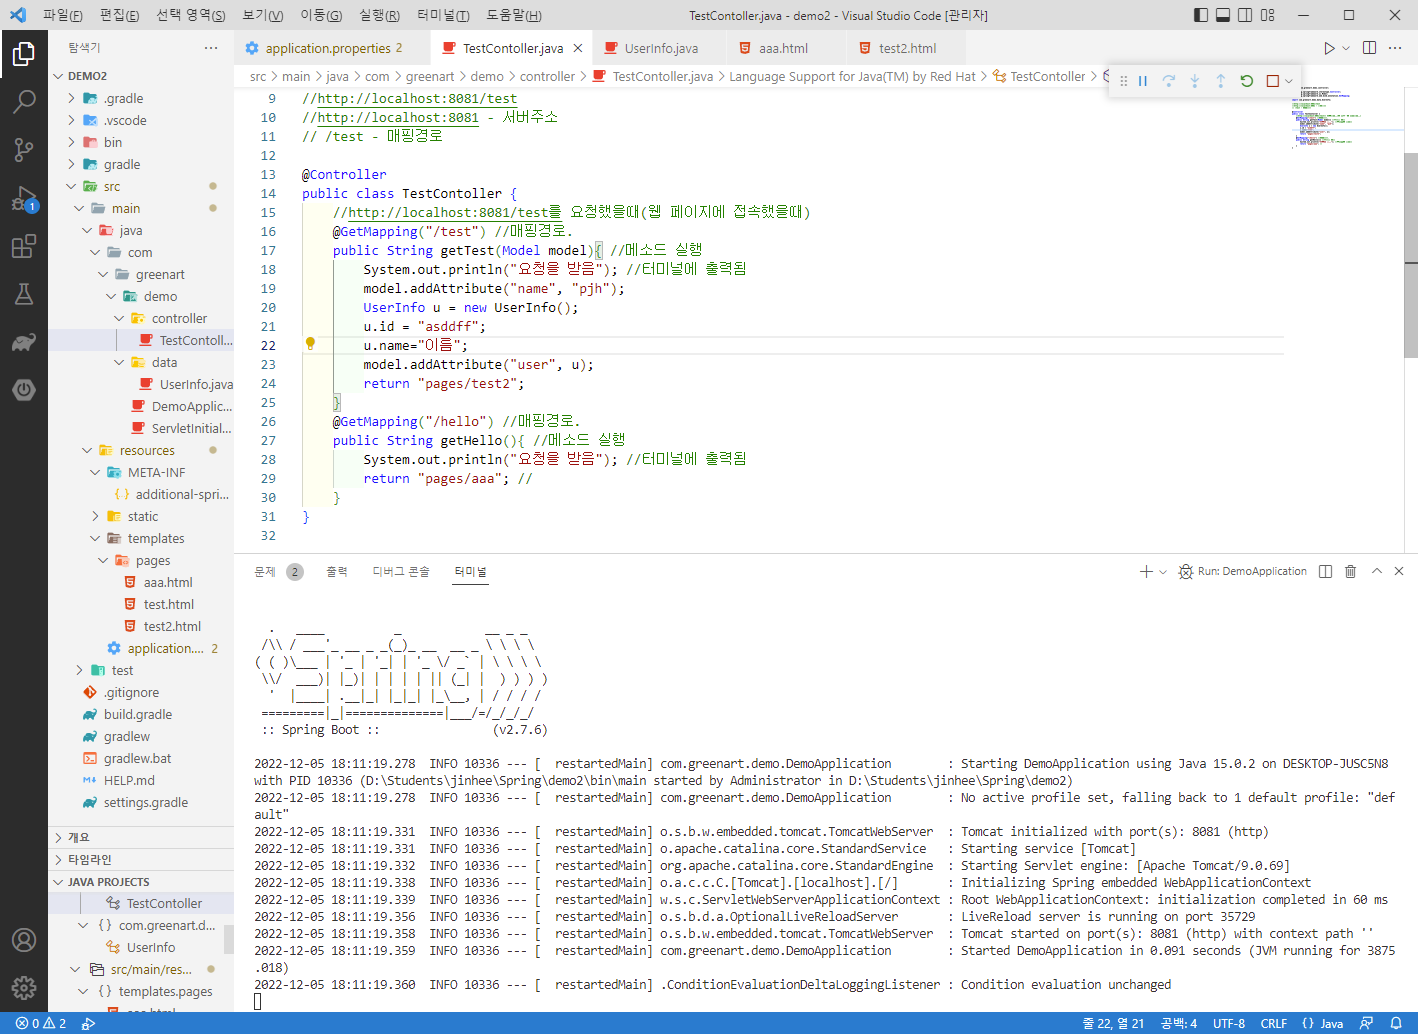 파일(F) 편집(E) 선택 영역(S) 보기(V) 이동(G) 실행(R) 터미널(T) 도움말(H) TestContoller.java - demo2 - Visual Studio Code [관리자]
탐색기
DEMO2
.gradle
.vscode
bin
gradle
src
main
java
com
greenart
demo
controller
TestContoll...
data
UserInfo.java
DemoApplic...
ServletInitial...
resources
META-INF
additional-spri...
static
templates
pages
aaa.html
test.html
test2.html
application.... 2
test
.gitignore
build.gradle
gradlew
gradlew.bat
HELP.md
settings.gradle
개요
타임라인
JAVA PROJECTS
TestContoller
{} com.greenart.d...
UserInfo
src/main/res...
{} templates.pages
aaa.html
1
application.properties 2 TestContoller.java UserInfo.java aaa.html test2.html
src > main > java > com > greenart > demo > controller > TestContoller.java > Language Support for Java(TM) by Red Hat > TestContoller >
9 //http://localhost:8081/test
10 //http://localhost:8081 - 서버주소
11 // /test - 매핑경로
12
13 @Controller
14 public class TestContoller {
15 //http://localhost:8081/test를 요청했을때(웹 페이지에 접속했을때)
16 @GetMapping("/test") //매핑경로.
17 public String getTest(Model model){ //메소드 실행
18 System.out.println("요청을 받음"); //터미널에 출력됨
19 model.addAttribute("name", "pjh");
20 UserInfo u = new UserInfo();
21 u.id = "asddff";
22 u.name="이름";
23 model.addAttribute("user", u);
24 return "pages/test2";
25 }
26 @GetMapping("/hello") //매핑경로.
27 public String getHello(){ //메소드 실행
28 System.out.println("요청을 받음"); //터미널에 출력됨
29 return "pages/aaa"; //
30 }
31 }
32
문제 2 출력 디버그 콘솔 터미널 Run: DemoApplication
  .   ____          _            __ _ _
 /\\ / ___'_ __ _ _(_)_ __  __ _ \ \ \ \
( ( )\___ | '_ | '_| | '_ \/ _` | \ \ \ \
 \\/  ___)| |_)| | | | | || (_| |  ) ) ) )
  '  |____| .__|_| |_|_| |_\__, | / / / /
 =========|_|==============|___/=/_/_/_/
 :: Spring Boot ::                (v2.7.6)
2022-12-05 18:11:19.278  INFO 10336 --- [  restartedMain] com.greenart.demo.DemoApplication        : Starting DemoApplication using Java 15.0.2 on DESKTOP-JUSC5N8
with PID 10336 (D:\Students\jinhee\Spring\demo2\bin\main started by Administrator in D:\Students\jinhee\Spring\demo2)
2022-12-05 18:11:19.278  INFO 10336 --- [  restartedMain] com.greenart.demo.DemoApplication        : No active profile set, falling back to 1 default profile: "def
ault"
2022-12-05 18:11:19.331  INFO 10336 --- [  restartedMain] o.s.b.w.embedded.tomcat.TomcatWebServer  : Tomcat initialized with port(s): 8081 (http)
2022-12-05 18:11:19.331  INFO 10336 --- [  restartedMain] o.apache.catalina.core.StandardService   : Starting service [Tomcat]
2022-12-05 18:11:19.332  INFO 10336 --- [  restartedMain] org.apache.catalina.core.StandardEngine  : Starting Servlet engine: [Apache Tomcat/9.0.69]
2022-12-05 18:11:19.338  INFO 10336 --- [  restartedMain] o.a.c.c.C.[Tomcat].[localhost].[/]       : Initializing Spring embedded WebApplicationContext
2022-12-05 18:11:19.339  INFO 10336 --- [  restartedMain] w.s.c.ServletWebServerApplicationContext : Root WebApplicationContext: initialization completed in 60 ms
2022-12-05 18:11:19.356  INFO 10336 --- [  restartedMain] o.s.b.d.a.OptionalLiveReloadServer       : LiveReload server is running on port 35729
2022-12-05 18:11:19.358  INFO 10336 --- [  restartedMain] o.s.b.w.embedded.tomcat.TomcatWebServer  : Tomcat started on port(s): 8081 (http) with context path ''
2022-12-05 18:11:19.359  INFO 10336 --- [  restartedMain] com.greenart.demo.DemoApplication        : Started DemoApplication in 0.091 seconds (JVM running for 3875
.018)
2022-12-05 18:11:19.360  INFO 10336 --- [  restartedMain] .ConditionEvaluationDeltaLoggingListener : Condition evaluation unchanged
0 2 줄 22, 열 21 공백: 4 UTF-8 CRLF {} Java